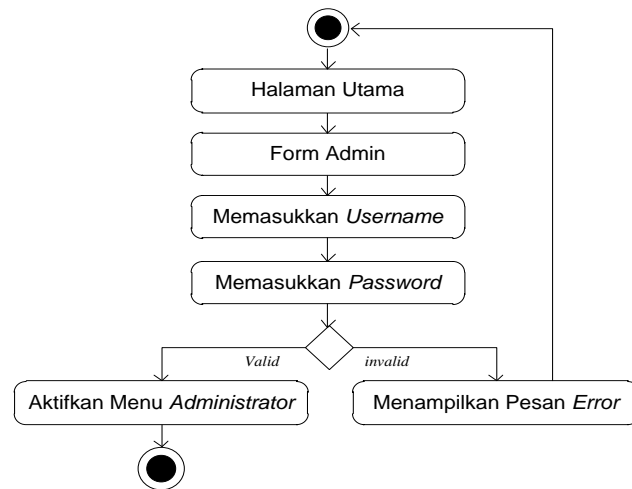 Halaman Utama
Form Admin
Memasukkan Username
Memasukkan Password
Valid
invalid
Aktifkan Menu Administrator
Menampilkan Pesan Error